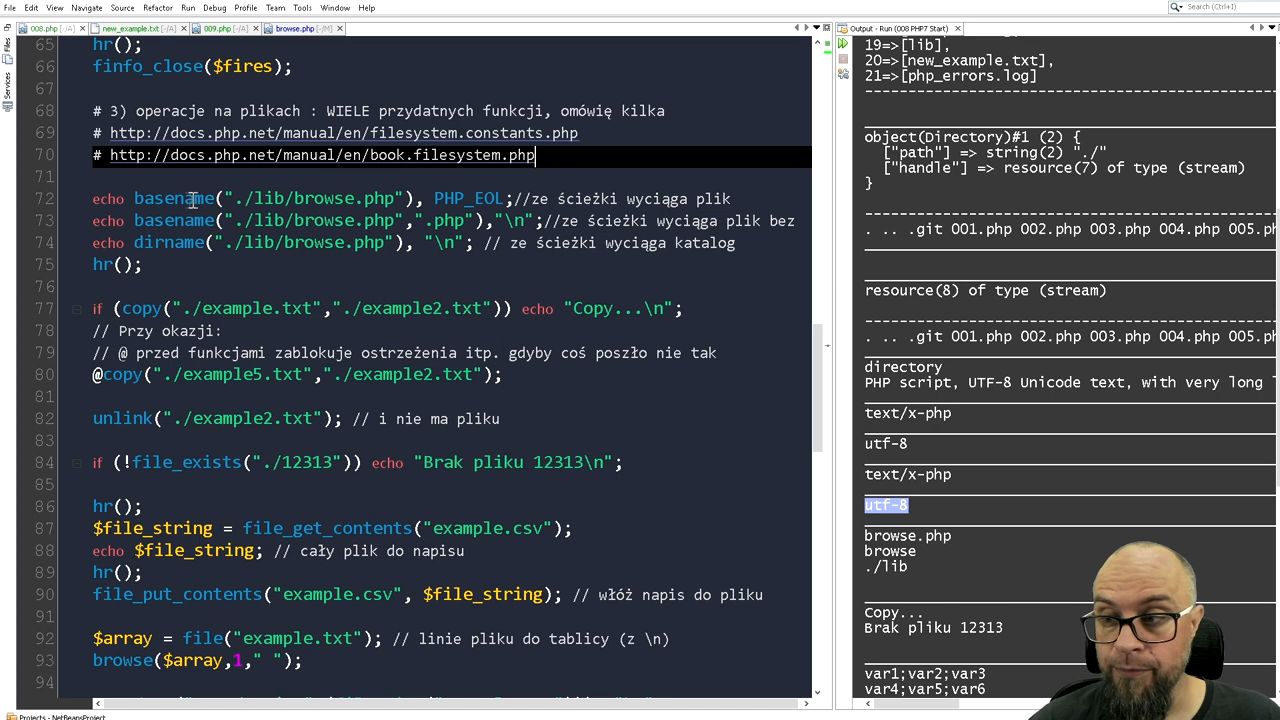 File Edit View Navigate Source Refactor Run Debug Profile Team Tools Window Help
Search (Ctrl+I)
008.php [-/A] new_example.txt [-/A] 009.php [-/A] browse.php [-/M]
Output - Run (008 PHP7 Start)
Files
Services
65 hr();
66 finfo_close($fires);
67
68 # 3) operacje na plikach : WIELE przydatnych funkcji, omówię kilka
69 # http://docs.php.net/manual/en/filesystem.constants.php
70 # http://docs.php.net/manual/en/book.filesystem.php
71
72 echo basename("./lib/browse.php"), PHP_EOL;//ze ścieżki wyciąga plik
73 echo basename("./lib/browse.php",".php"),"\n";//ze ścieżki wyciąga plik bez
74 echo dirname("./lib/browse.php"), "\n"; // ze ścieżki wyciąga katalog
75 hr();
76
77 if (copy("./example.txt","./example2.txt")) echo "Copy...\n";
78 // Przy okazji:
79 // @ przed funkcjami zablokuje ostrzeżenia itp. gdyby coś poszło nie tak
80 @copy("./example5.txt","./example2.txt");
81
82 unlink("./example2.txt"); // i nie ma pliku
83
84 if (!file_exists("./12313")) echo "Brak pliku 12313\n";
85
86 hr();
87 $file_string = file_get_contents("example.csv");
88 echo $file_string; // cały plik do napisu
89 hr();
90 file_put_contents("example.csv", $file_string); // włóż napis do pliku
91
92 $array = file("example.txt"); // linie pliku do tablicy (z \n)
93 browse($array,1," ");
94
19=>[lib],
20=>[new_example.txt],
21=>[php_errors.log]
object(Directory)#1 (2) {
["path"] => string(2) "./"
["handle"] => resource(7) of type (stream)
}
. .. .git 001.php 002.php 003.php 004.php 005.ph
resource(8) of type (stream)
. .. .git 001.php 002.php 003.php 004.php 005.ph
directory
PHP script, UTF-8 Unicode text, with very long l
text/x-php
utf-8
text/x-php
utf-8
browse.php
browse
./lib
Copy...
Brak pliku 12313
var1;var2;var3
var4;var5;var6
Projects - NetBeansProject